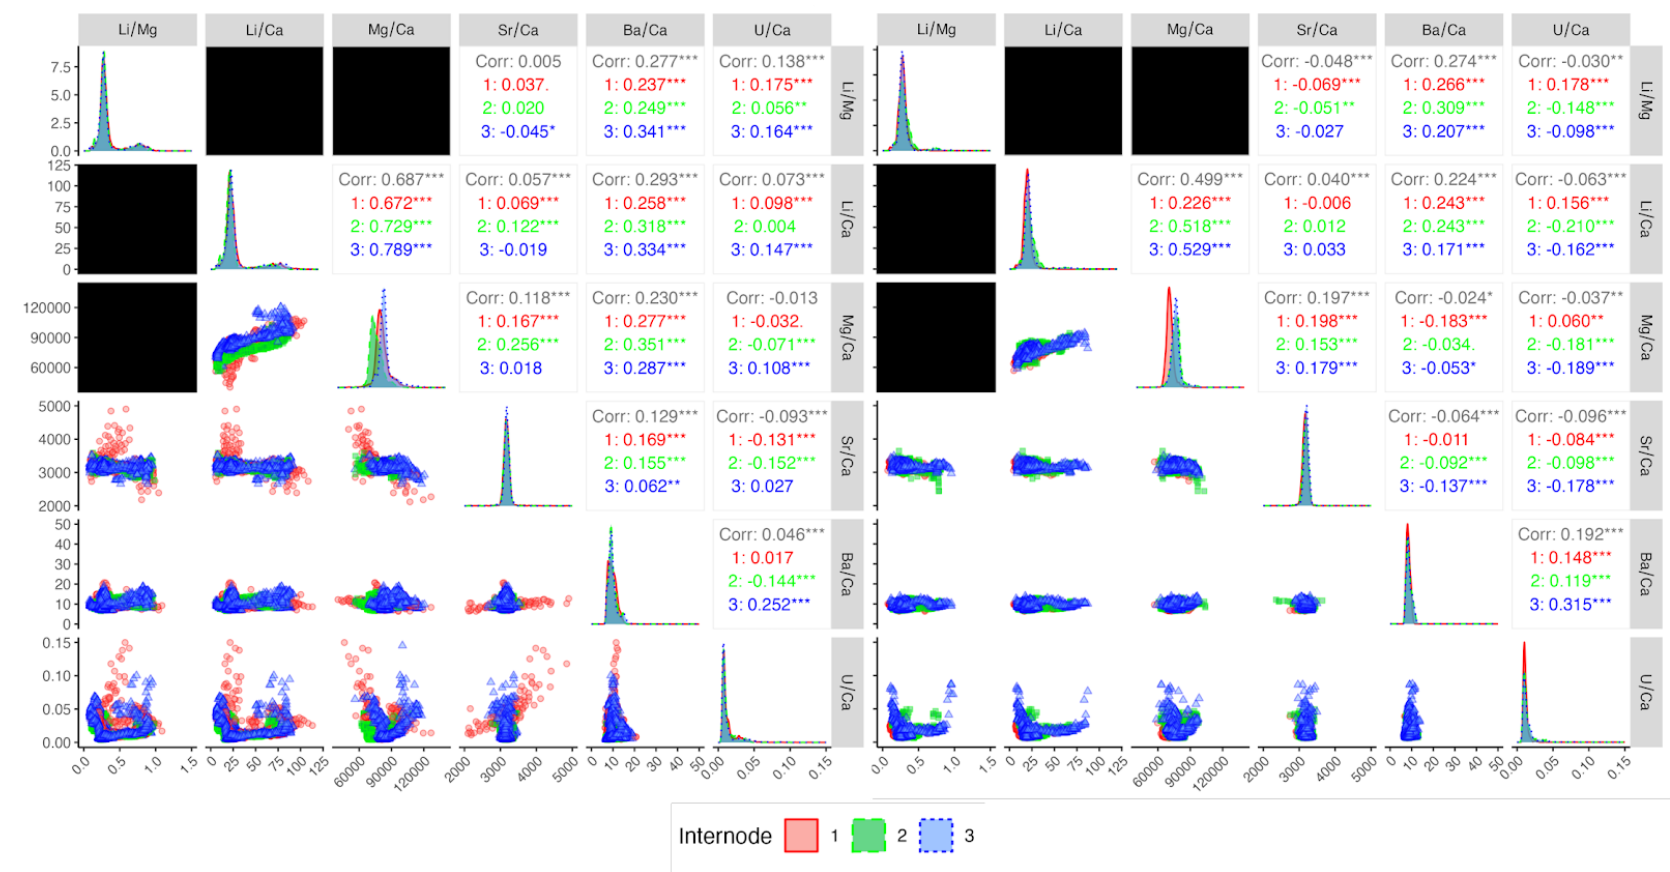 Li/Mg Li/Ca Mg/Ca Sr/Ca Ba/Ca U/Ca Li/Mg Li/Ca Mg/Ca Sr/Ca Ba/Ca U/Ca
7.5
5.0
2.5
0.0
Corr: 0.005 Corr: 0.277*** Corr: 0.138*** Corr: -0.048*** Corr: 0.274*** Corr: -0.030**
1: 0.037. 1: 0.237*** 1: 0.175*** 1: -0.069*** 1: 0.266*** 1: 0.178***
2: 0.020 2: 0.249*** 2: 0.056** 2: -0.051** 2: 0.309*** 2: -0.148***
3: -0.045* 3: 0.341*** 3: 0.164*** 3: -0.027 3: 0.207*** 3: -0.098***
Li/Mg Li/Mg
125
100
75
50
25
0
Corr: 0.687*** Corr: 0.057*** Corr: 0.293*** Corr: 0.073*** Corr: 0.499*** Corr: 0.040*** Corr: 0.224*** Corr: -0.063***
1: 0.672*** 1: 0.069*** 1: 0.258*** 1: 0.098*** 1: 0.226*** 1: -0.006 1: 0.243*** 1: 0.156***
2: 0.729*** 2: 0.122*** 2: 0.318*** 2: 0.004 2: 0.518*** 2: 0.012 2: 0.243*** 2: -0.210***
3: 0.789*** 3: -0.019 3: 0.334*** 3: 0.147*** 3: 0.529*** 3: 0.033 3: 0.171*** 3: -0.162***
Li/Ca Li/Ca
120000
90000
60000
Corr: 0.118*** Corr: 0.230*** Corr: -0.013 Corr: 0.197*** Corr: -0.024* Corr: -0.037**
1: 0.167*** 1: 0.277*** 1: -0.032. 1: 0.198*** 1: -0.183*** 1: 0.060**
2: 0.256*** 2: 0.351*** 2: -0.071*** 2: 0.153*** 2: -0.034. 2: -0.181***
3: 0.018 3: 0.287*** 3: 0.108*** 3: 0.179*** 3: -0.053* 3: -0.189***
Mg/Ca Mg/Ca
5000
4000
3000
2000
Corr: 0.129*** Corr: -0.093*** Corr: -0.064*** Corr: -0.096***
1: 0.169*** 1: -0.131*** 1: -0.011 1: -0.084***
2: 0.155*** 2: -0.152*** 2: -0.092*** 2: -0.098***
3: 0.062** 3: 0.027 3: -0.137*** 3: -0.178***
Sr/Ca Sr/Ca
50
40
30
20
10
0
Corr: 0.046*** Corr: 0.192***
1: 0.017 1: 0.148***
2: -0.144*** 2: 0.119***
3: 0.252*** 3: 0.315***
Ba/Ca Ba/Ca
0.15
0.10
0.05
0.00
U/Ca U/Ca
0.0 0.5 1.0 1.5 0 25 50 75 100 125 60000 90000 120000 2000 3000 4000 5000 0 10 20 30 40 50 0.00 0.05 0.10 0.15 0.0 0.5 1.0 1.5 0 25 50 75 100 125 60000 90000 120000 2000 3000 4000 5000 0 10 20 30 40 50 0.00 0.05 0.10 0.15
Internode 1 2 3